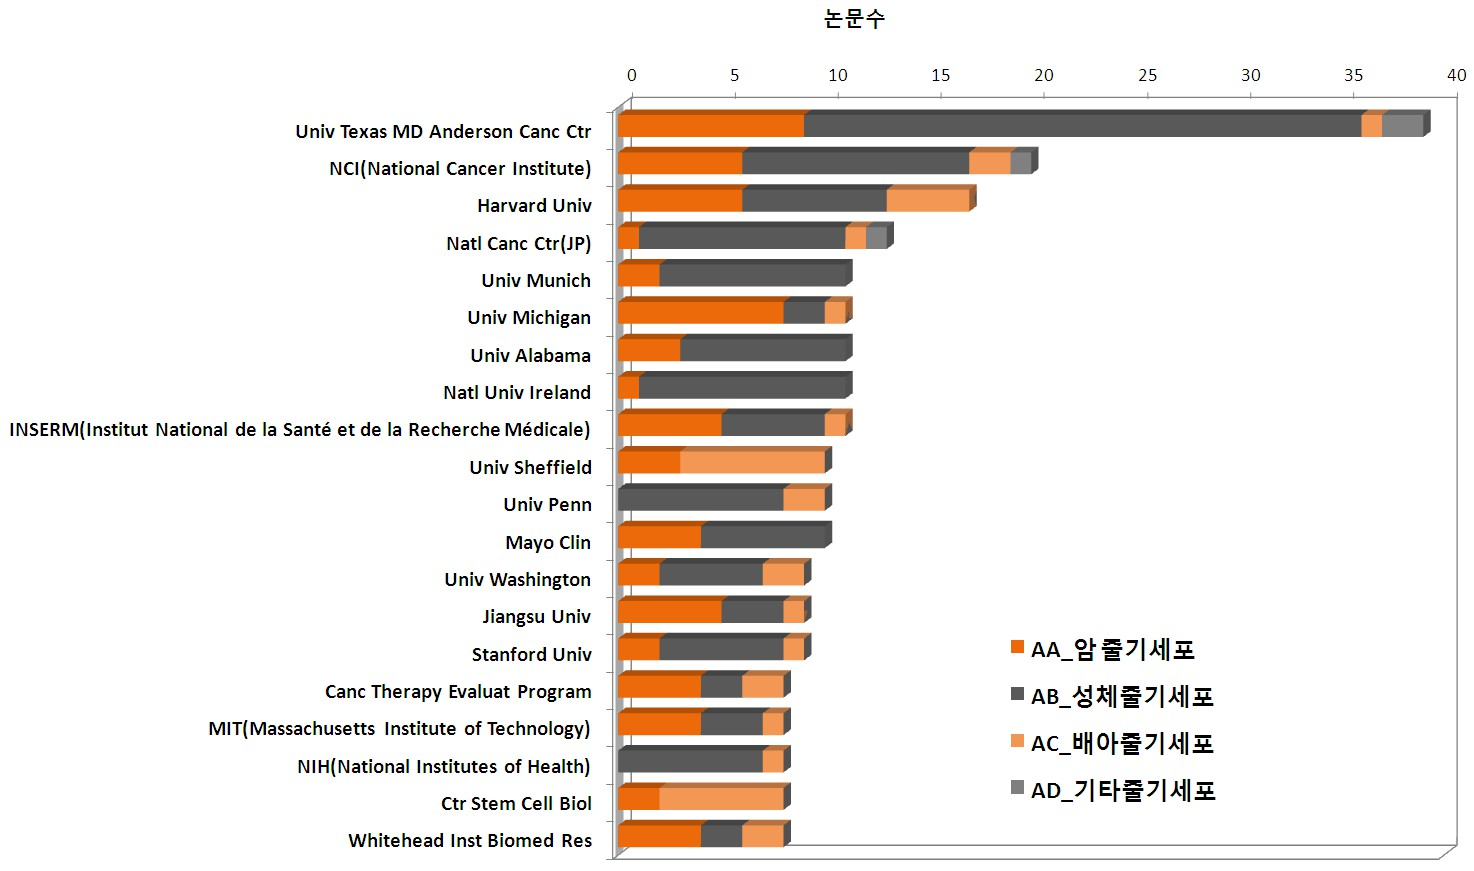 논문수
0 5 10 15 20 25 30 35 40
Univ Texas MD Anderson Canc Ctr
NCI(National Cancer Institute)
Harvard Univ
Natl Canc Ctr(JP)
Univ Munich
Univ Michigan
Univ Alabama
Natl Univ Ireland
INSERM(Institut National de la Santé et de la Recherche Médicale)
Univ Sheffield
Univ Penn
Mayo Clin
Univ Washington
Jiangsu Univ
Stanford Univ
Canc Therapy Evaluat Program
MIT(Massachusetts Institute of Technology)
NIH(National Institutes of Health)
Ctr Stem Cell Biol
Whitehead Inst Biomed Res
AA_암 줄기세포
AB_성체줄기세포
AC_배아줄기세포
AD_기타줄기세포